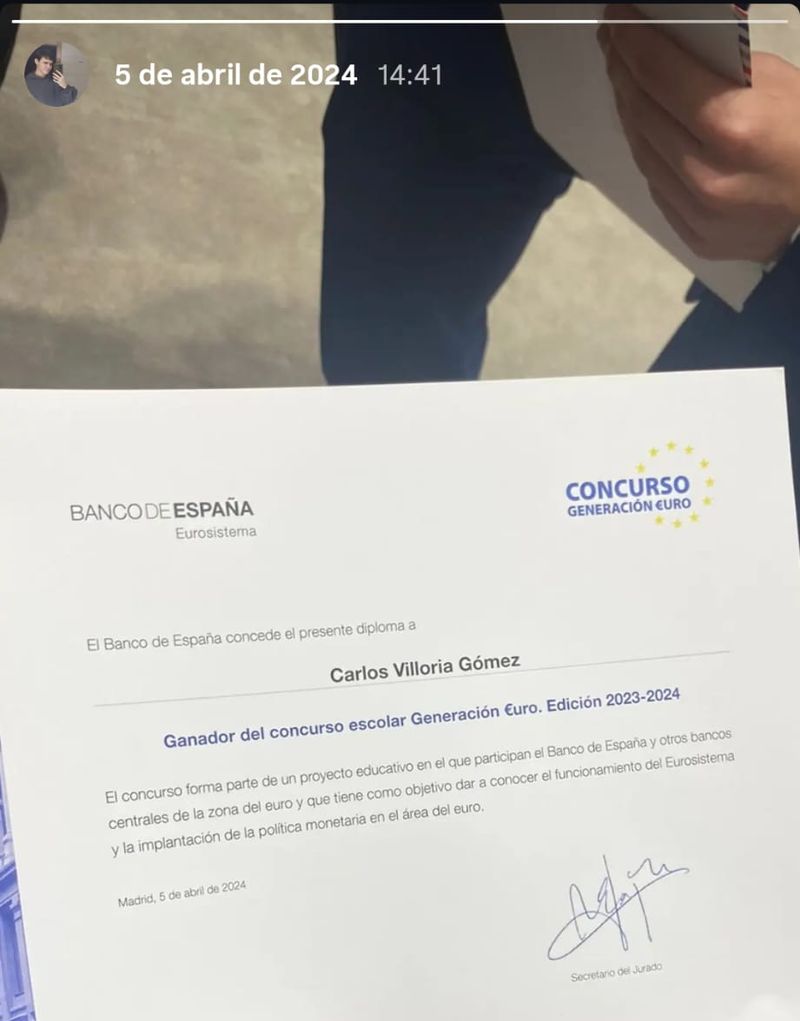 5 de abril de 2024 14:41
BANCO DE ESPAÑA
Eurosistema
CONCURSO
GENERACIÓN €URO
El Banco de España concede el presente diploma a
Carlos Villoria Gómez
Ganador del concurso escolar Generación €uro. Edición 2023-2024
El concurso forma parte de un proyecto educativo en el que participan el Banco de España y otros bancos
centrales de la zona del euro y que tiene como objetivo dar a conocer el funcionamiento del Eurosistema
y la implantación de la política monetaria en el área del euro.
Madrid, 5 de abril de 2024
Secretario del Jurado